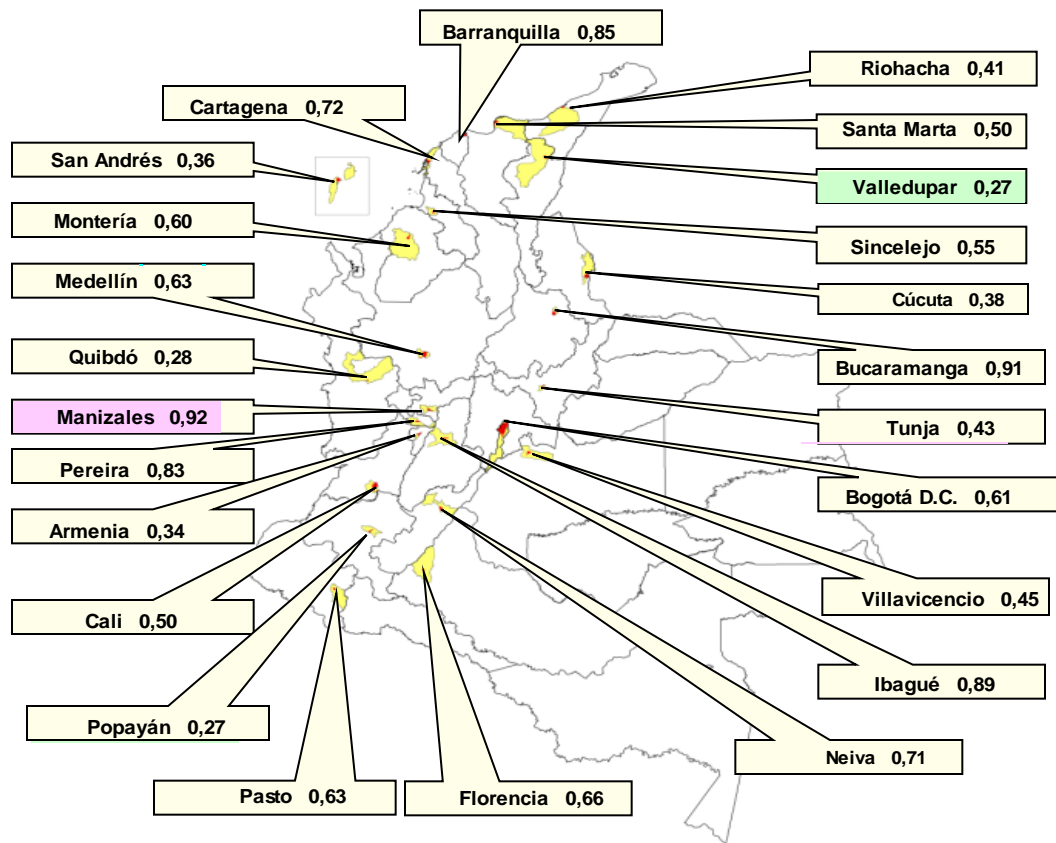 Barranquilla 0,85
Riohacha 0,41
Cartagena 0,72
Santa Marta 0,50
San Andrés 0,36
Valledupar 0,27
Montería 0,60
Sincelejo 0,55
Medellín 0,63
Cúcuta 0,38
Quibdó 0,28
Bucaramanga 0,91
Manizales 0,92
Tunja 0,43
Pereira 0,83
Bogotá D.C. 0,61
Armenia 0,34
Villavicencio 0,45
Cali 0,50
Ibagué 0,89
Popayán 0,27
Neiva 0,71
Pasto 0,63
Florencia 0,66